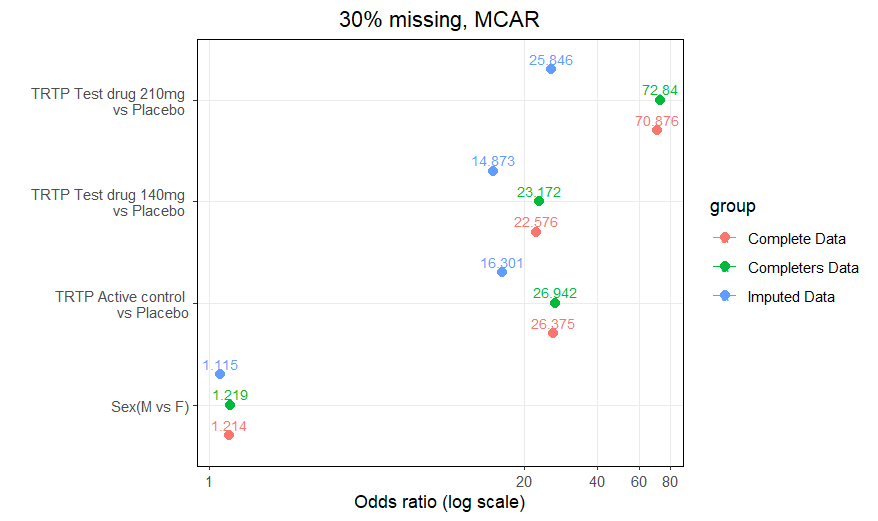 30% missing, MCAR
25.846
TRTP Test drug 210mg
vs Placebo
72.84
70.876
14.873
TRTP Test drug 140mg
vs Placebo
23.172
22.576
16.301
TRTP Active control
vs Placebo
26.942
26.375
1.115
Sex(M vs F)
1.219
1.214
1
20
40
60
80
Odds ratio (log scale)
group
Complete Data
Completers Data
Imputed Data